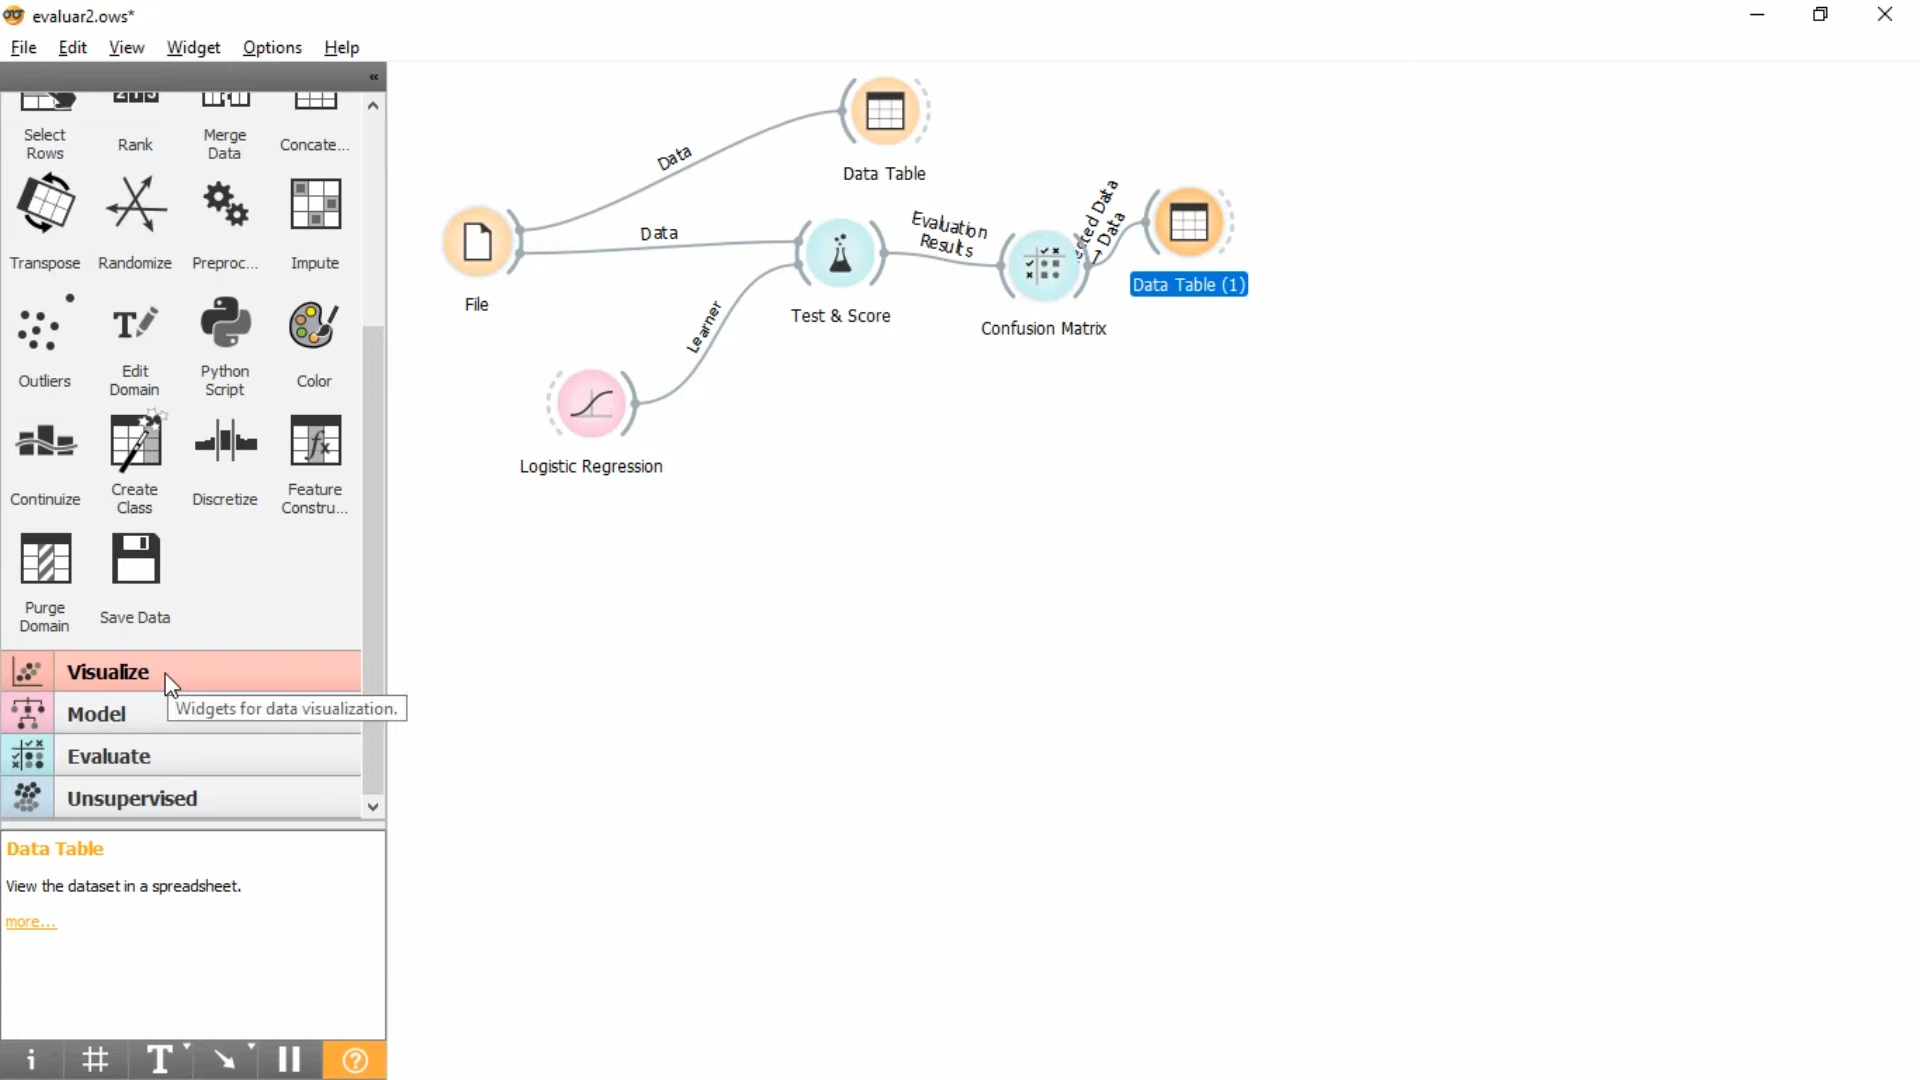 evaluar2.ows*
File Edit View Widget Options Help
Select
Rows
Rank
Merge
Data
Concate...
Transpose
Randomize
Preproc...
Impute
Outliers
Edit
Domain
Python
Script
Color
Continuize
Create
Class
Discretize
Feature
Constru...
Purge
Domain
Save Data
Visualize
Widgets for data visualization.
Model
Evaluate
Unsupervised
Data Table
View the dataset in a spreadsheet.
more...
Data
Data Table
Data
File
Learner
Logistic Regression
Test & Score
Evaluation
Results
Confusion Matrix
Data
→ Data
Data Table (1)